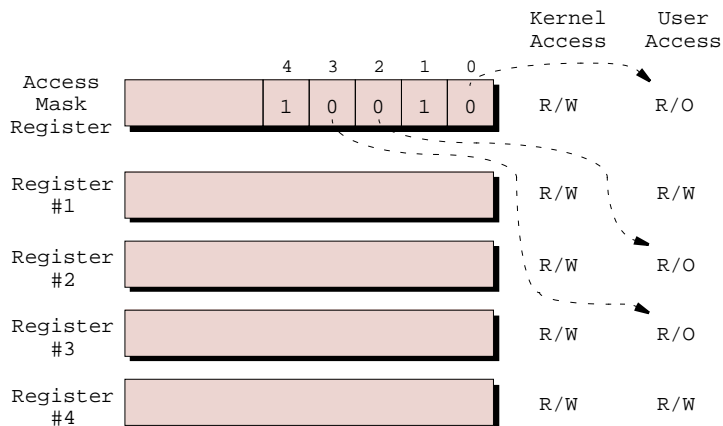 Kernel Access
User Access
4 3 2 1 0
Access Mask Register
1 0 0 1 0
R/W
R/O
Register #1
R/W
R/W
Register #2
R/W
R/O
Register #3
R/W
R/O
Register #4
R/W
R/W